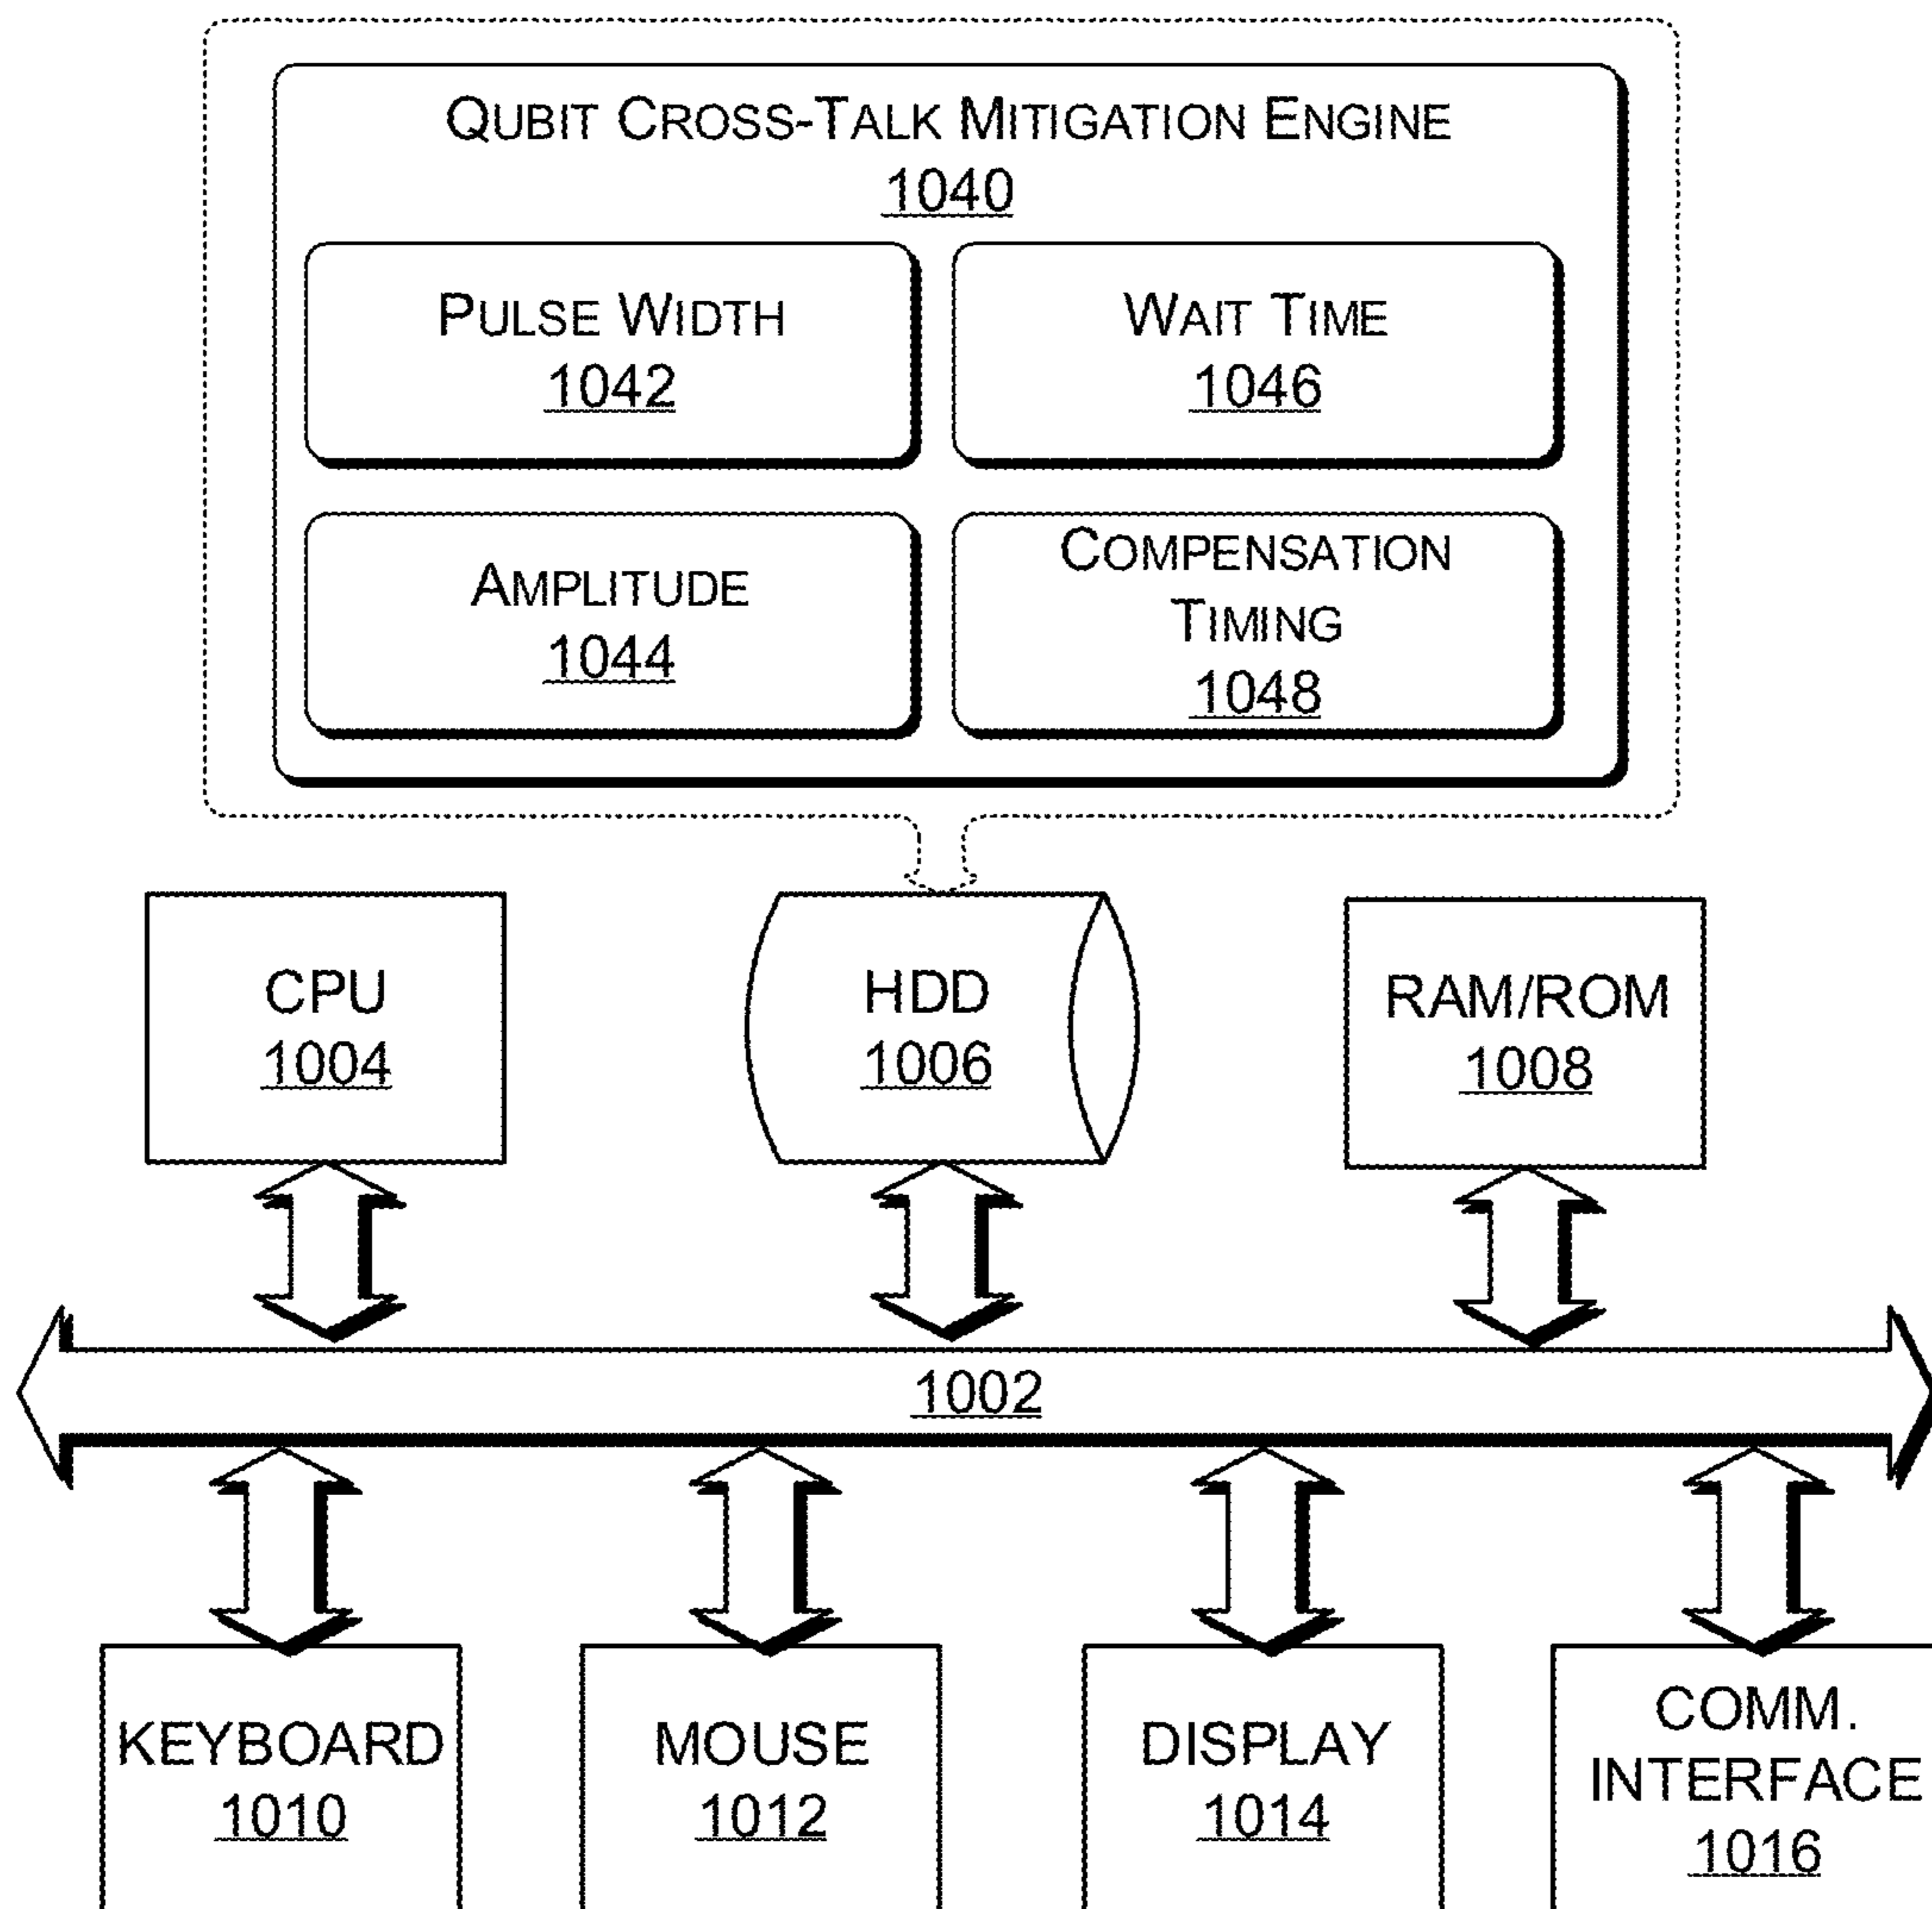 QUBIT CROSS-TALK MITIGATION ENGINE
1040
PULSE WIDTH
1042
WAIT TIME
1046
AMPLITUDE
1044
COMPENSATION
TIMING
1048
CPU
1004
HDD
1006
RAM/ROM
1008
1002
KEYBOARD
1010
MOUSE
1012
DISPLAY
1014
COMM.
INTERFACE
1016